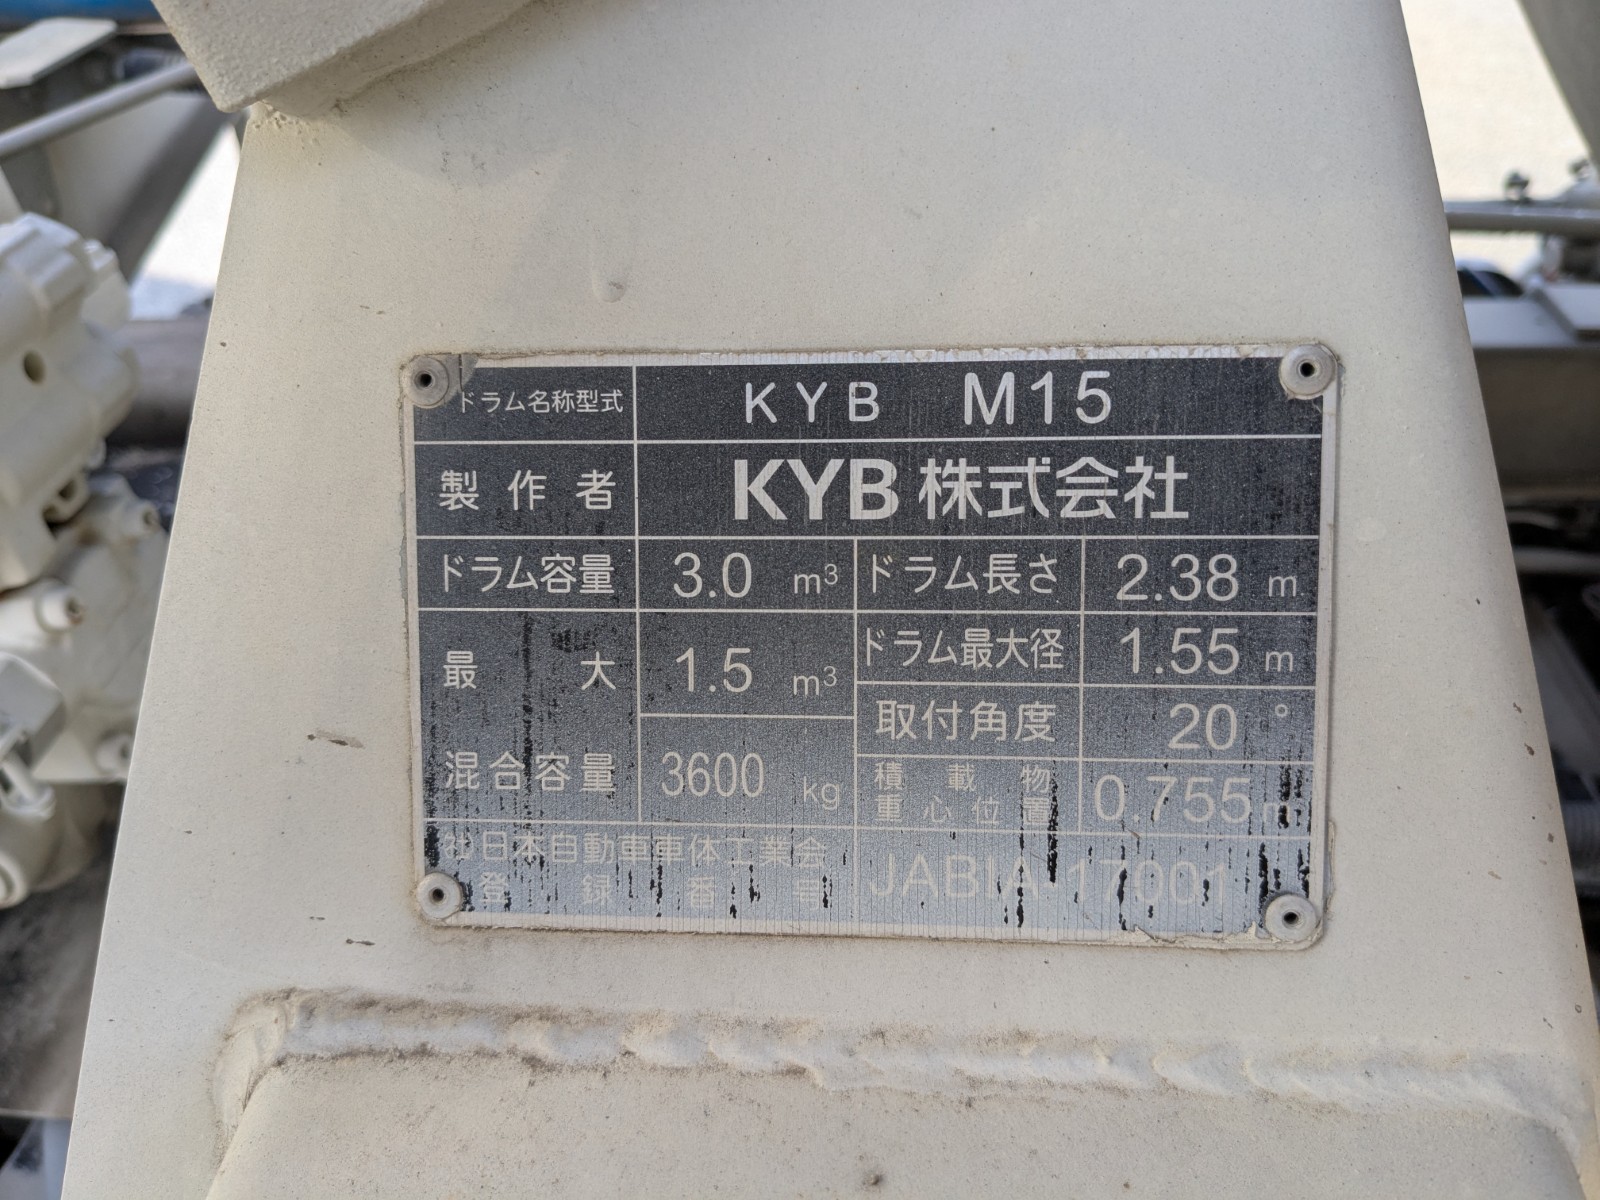 ドラム名称型式 KYB M15
製作者 KYB株式会社
ドラム容量 3.0 m³ ドラム長さ 2.38 m
最大混合容量 1.5 m³ ドラム最大径 1.55 m
取付角度 20°
3600 kg 積載物重心位置 0.755 m
社日本自動車車体工業会
登録番号 JABIA-17001